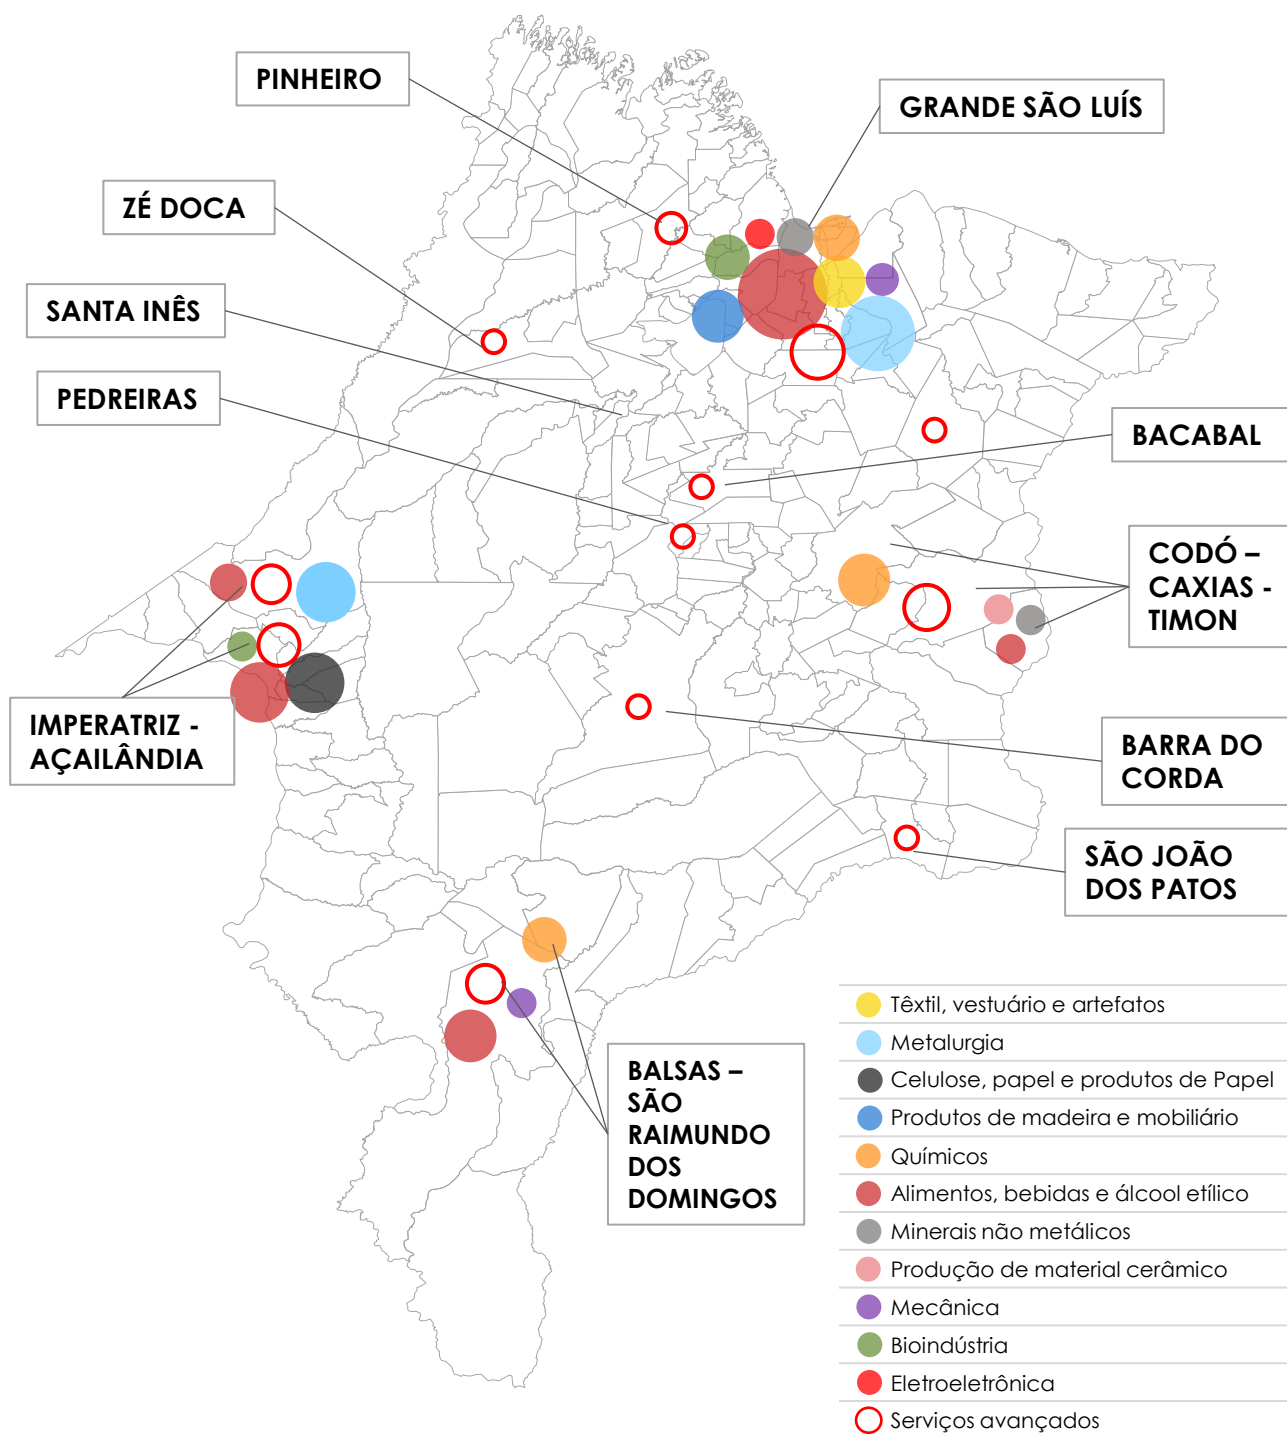 PINHEIRO
GRANDE SÃO LUÍS
ZÉ DOCA
SANTA INÊS
PEDREIRAS
BACABAL
CODÓ –
CAXIAS -
TIMON
IMPERATRIZ -
AÇAILÂNDIA
BARRA DO
CORDA
SÃO JOÃO
DOS PATOS
BALSAS –
SÃO
RAIMUNDO
DOS
DOMINGOS
Têxtil, vestuário e artefatos
Metalurgia
Celulose, papel e produtos de Papel
Produtos de madeira e mobiliário
Químicos
Alimentos, bebidas e álcool etílico
Minerais não metálicos
Produção de material cerâmico
Mecânica
Bioindústria
Eletroeletrônica
Serviços avançados